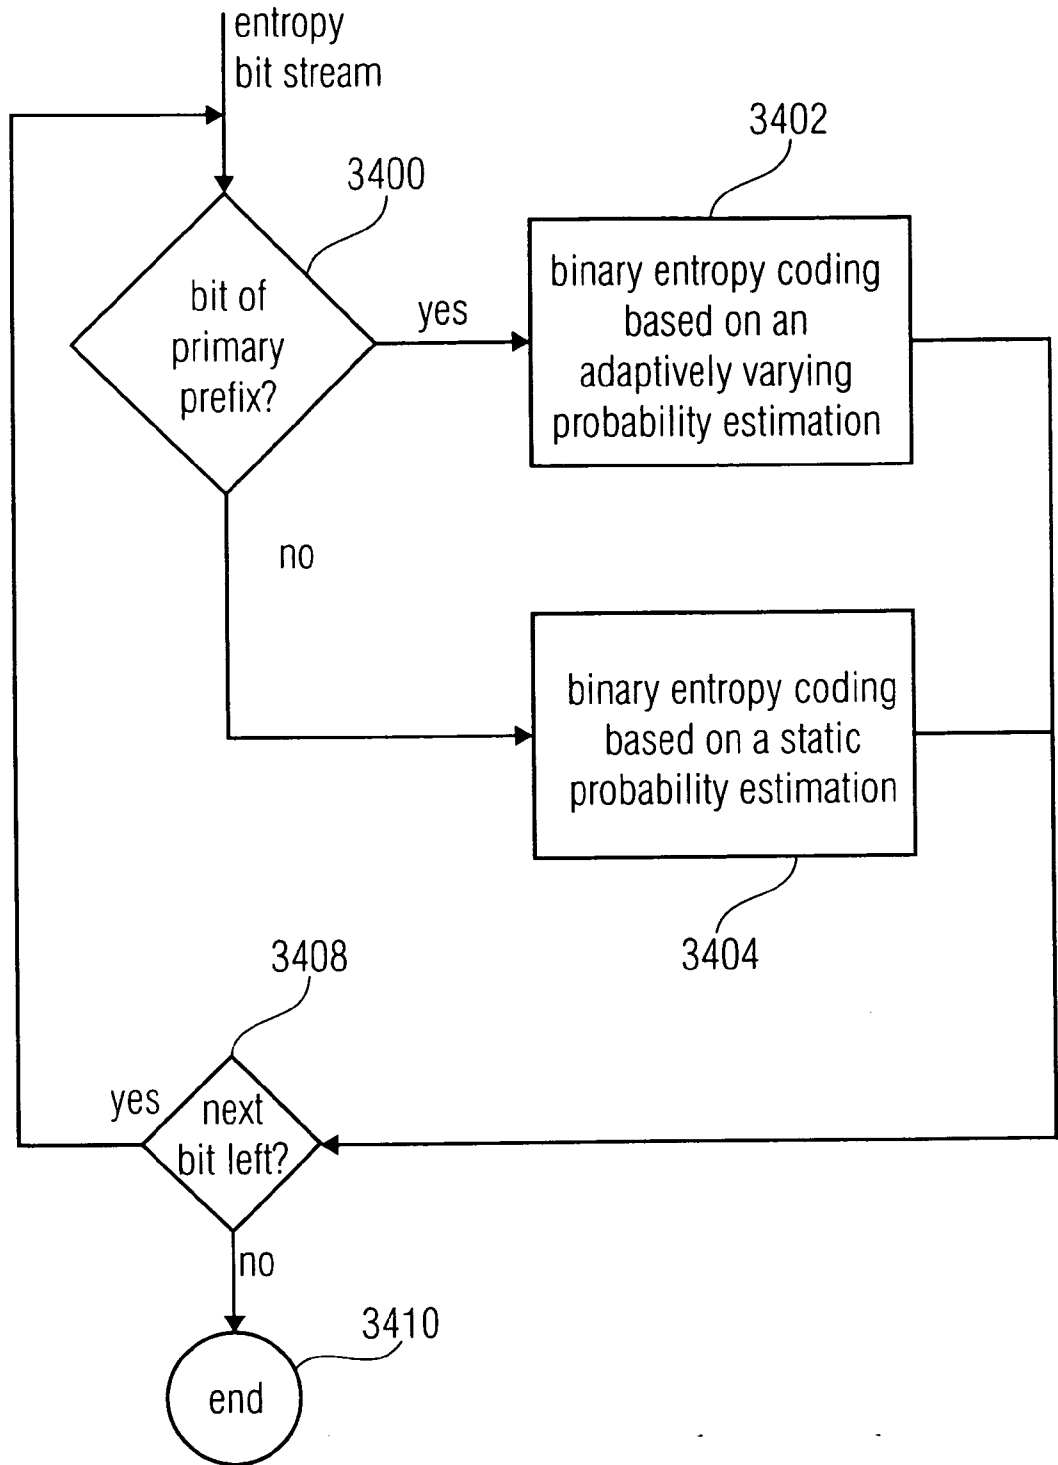 entropy
bit stream
3402
3400
bit of
primary
prefix?
yes
binary entropy coding
based on an
adaptively varying
probability estimation
no
binary entropy coding
based on a static
probability estimation
3404
3408
yes
next
bit left?
no
3410
end